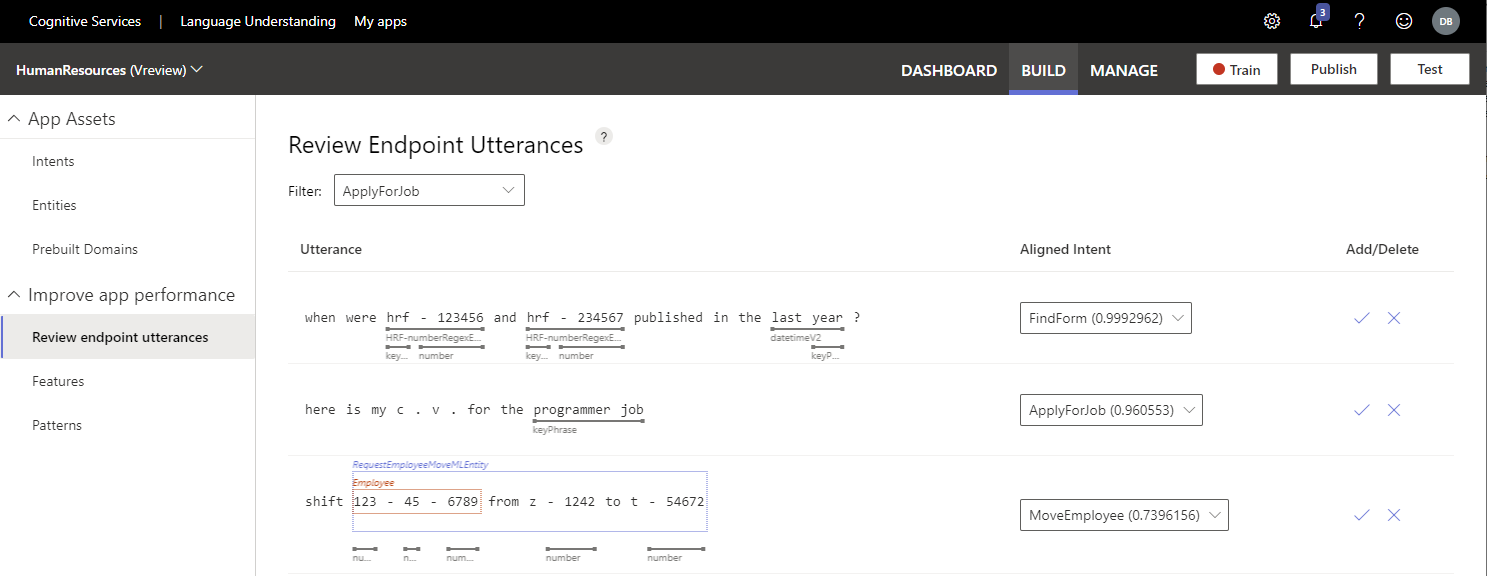 Cognitive Services | Language Understanding My apps 3 ? DB
HumanResources (Vreview) DASHBOARD BUILD MANAGE Train Publish Test
App Assets
Intents
Entities
Prebuilt Domains
Improve app performance
Review endpoint utterances
Features
Patterns
Review Endpoint Utterances ?
Filter: ApplyForJob
Utterance Aligned Intent Add/Delete
when were hrf - 123456 and hrf - 234567 published in the last year ? FindForm (0.9992962)
HRF-numberRegexE... HRF-numberRegexE... datetimeV2
key... number key... number keyP...
here is my c . v . for the programmer job ApplyForJob (0.960553)
keyPhrase
RequestEmployeeMoveMLEntity
Employee
shift 123 - 45 - 6789 from z - 1242 to t - 54672 MoveEmployee (0.7396156)
nu... n... num... number number